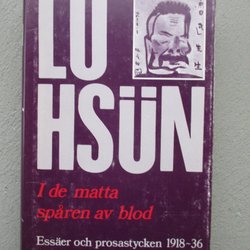 LU
HSÜN
I de matta
spåren av blod
Essäer och prosastycken 1918-36